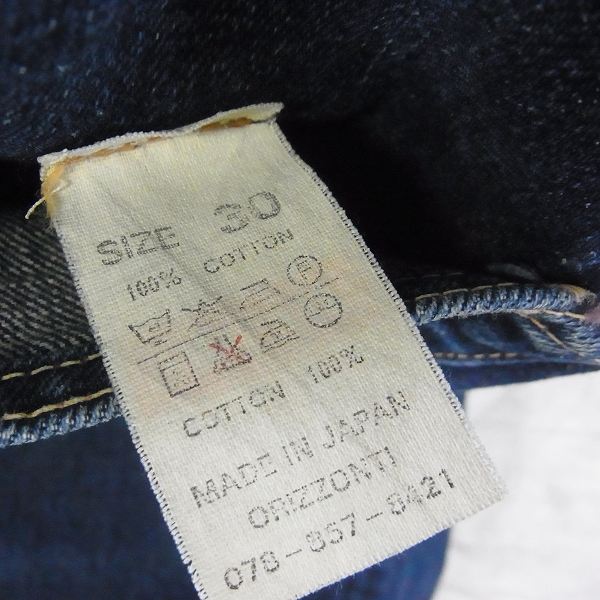 SIZE 30
100% COTTON
P
COTTON 100%
MADE IN JAPAN
ORIZZONTI
078-857-8421